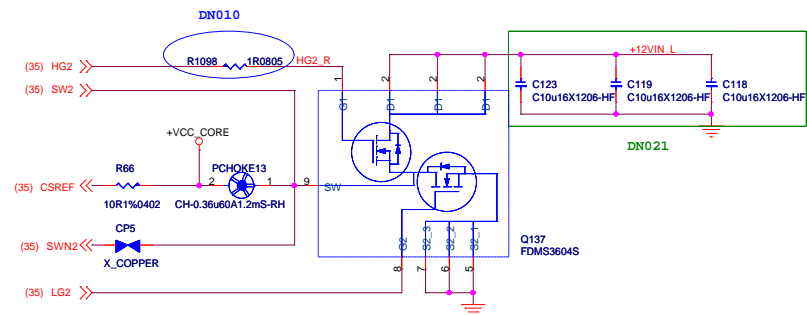 DN010
R1098 1R0805 HG2_R
(35) HG2
(35) SW2
+12VIN_L
C123
C10u16X1206-HF
C119
C10u16X1206-HF
C118
C10u16X1206-HF
DN021
1 2 2 2
G1 D1 D1 D1
+VCC_CORE
R66
10R1%0402
PCHOKE13
2 1
CH-0.36u60A1.2mS-RH
9 SW
(35) CSREF
CP5
X_COPPER
(35) SWN2
G2 S2_3 S2_2 S2_1
8 7 6 5
Q137
FDMS3604S
(35) LG2